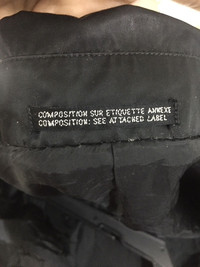 COMPOSITION SUR ETIQUETTE ANNEXE
COMPOSITION: SEE ATTACHED LABEL